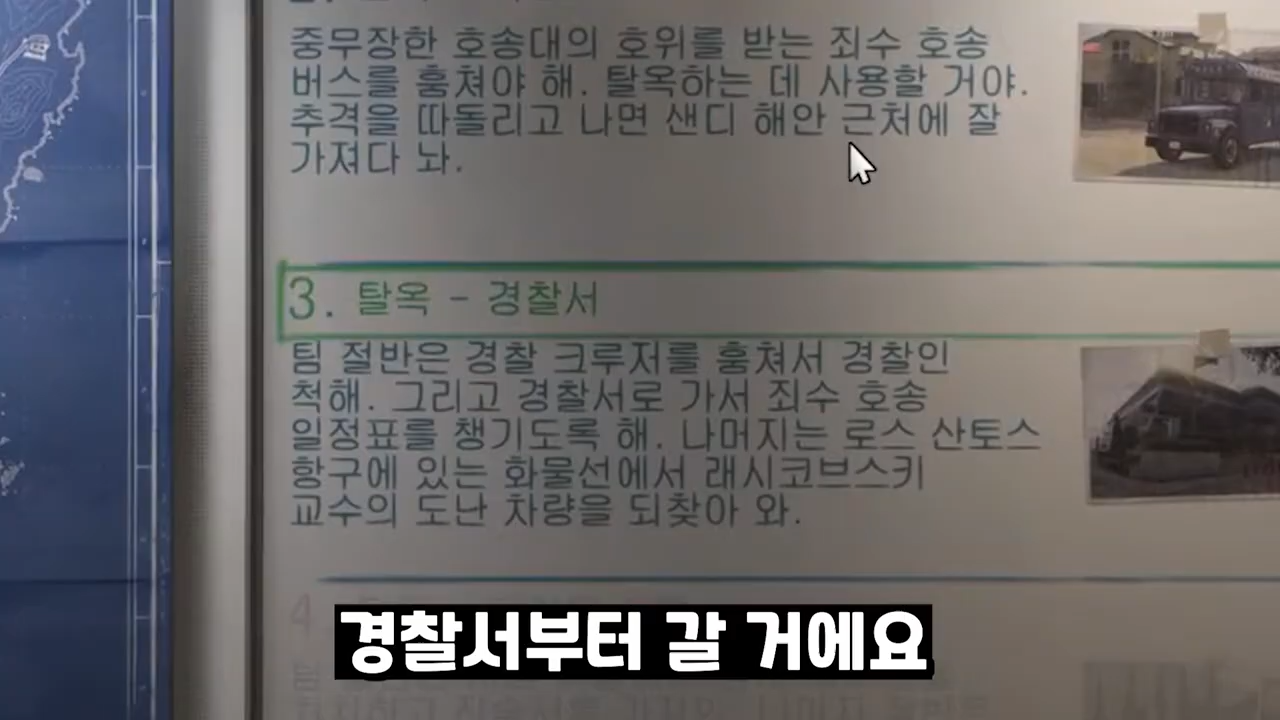 중무장한 호송대의 호위를 받는 죄수 호송
버스를 훔쳐야 해. 탈옥하는 데 사용할 거야.
추격을 따돌리고 나면 샌디 해안 근처에 잘
가져다 놔.
3. 탈옥 - 경찰서
팀 절반은 경찰 크루저를 훔쳐서 경찰인
척해. 그리고 경찰서로 가서 죄수 호송
일정표를 챙기도록 해. 나머지는 로스 산토스
항구에 있는 화물선에서 래시코브스키
교수의 도난 차량을 되찾아 와.
4
경찰서부터 갈 거에요